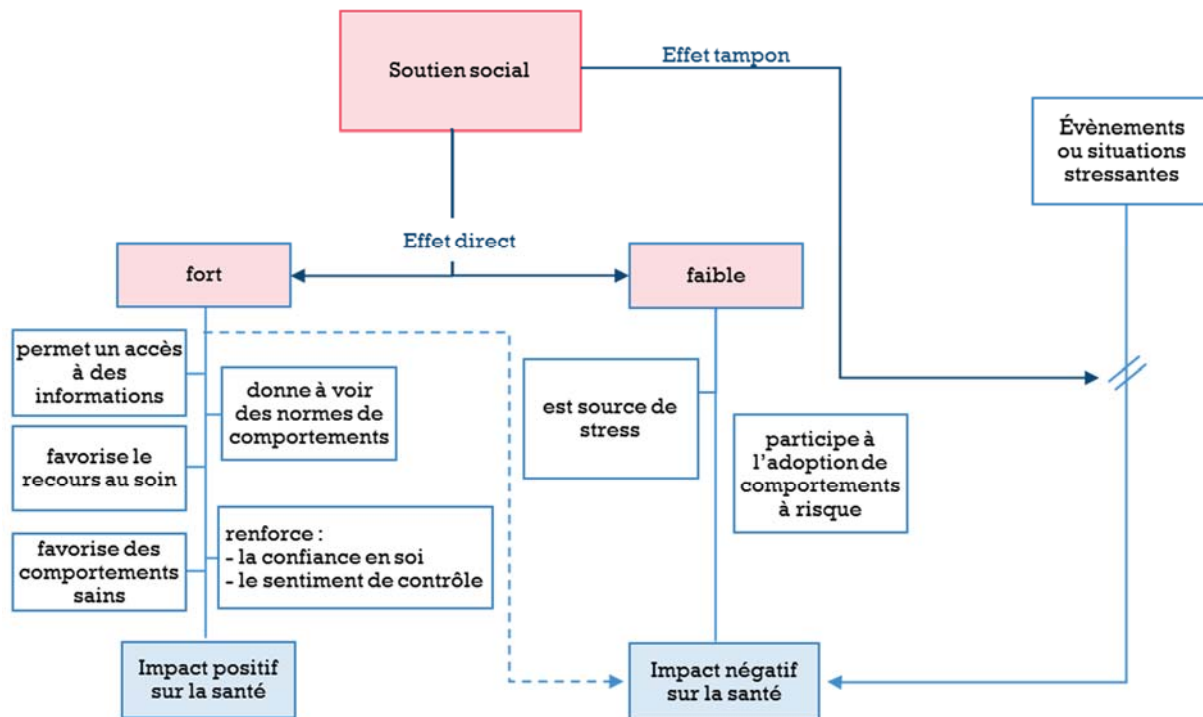 Soutien social
Effet tampon
Évènements
ou situations
stressantes
Effet direct
fort
faible
permet un accès
à des
informations
donne à voir
des normes de
comportements
favorise le
recours au soin
renforce :
- la confiance en soi
- le sentiment de contrôle
favorise des
comportements
sains
est source de
stress
participe à
l'adoption de
comportements
à risque
Impact positif
sur la santé
Impact négatif
sur la santé